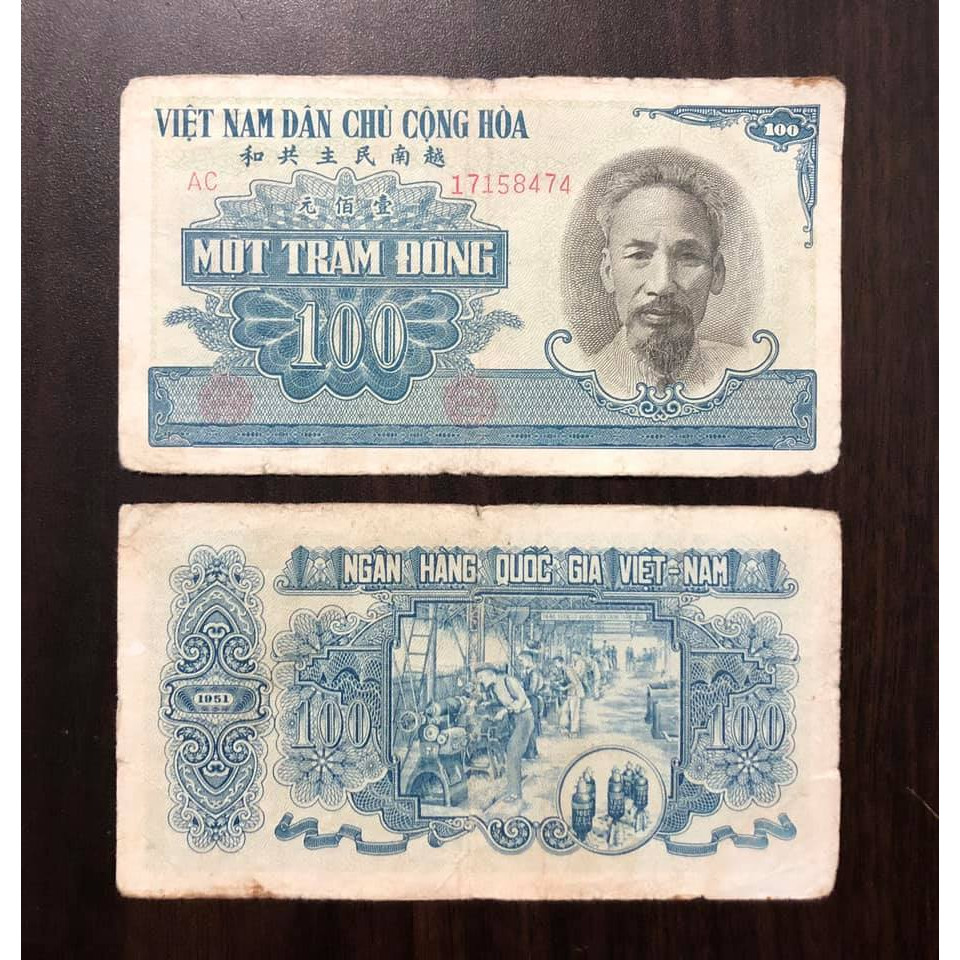 VIỆT NAM DÂN CHỦ CỘNG HÒA
和共主民南越
AC 17158474
100
元佰壹
MỘT TRĂM ĐỒNG
100
NGÂN HÀNG QUỐC GIA VIỆT-NAM
1951
100 100